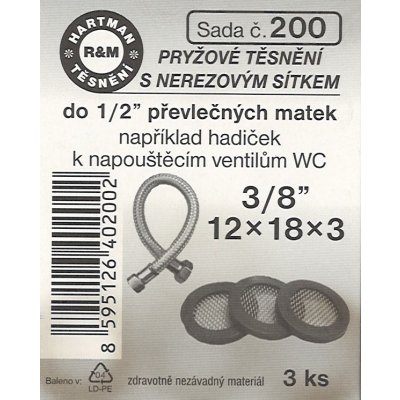 HARTMAN
R&M
TĚSNĚNÍ
Sada č. 200
PRYŽOVÉ TĚSNĚNÍ
S NEREZOVÝM SÍTKEM
do 1/2” převlečných matek
například hadiček
k napouštěcím ventilům WC
3/8”
12×18×3
8 595126 402002
Baleno v:
04
LD-PE
zdravotně nezávadný materiál
3 ks